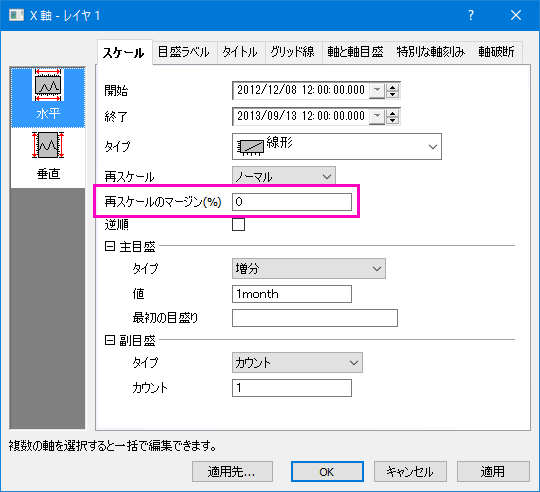 X 軸 - レイヤ 1
? ×
スケール 目盛ラベル タイトル グリッド線 軸と軸目盛 特別な軸刻み 軸破断
水平
垂直
開始 2012/12/08 12:00:00.000
終了 2013/09/13 12:00:00.000
タイプ 線形
再スケール ノーマル
再スケールのマージン(%) 0
逆順
主目盛
タイプ 増分
値 1month
最初の目盛り
副目盛
タイプ カウント
カウント 1
複数の軸を選択すると一括で編集できます。
適用先... OK キャンセル 適用